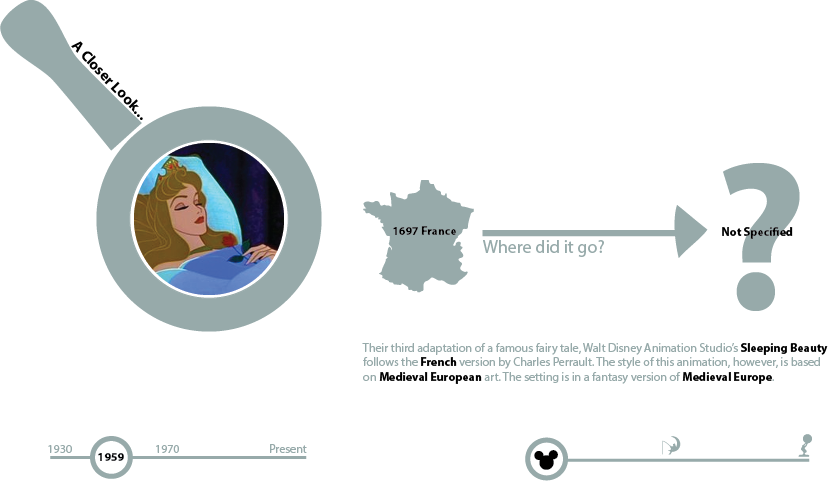 A Closer Look...
1697 France
Where did it go?
Not Specified
Their third adaptation of a famous fairy tale, Walt Disney Animation Studio's Sleeping Beauty
follows the French version by Charles Perrault. The style of this animation, however, is based
on Medieval European art. The setting is in a fantasy version of Medieval Europe.
1930
1959
1970
Present